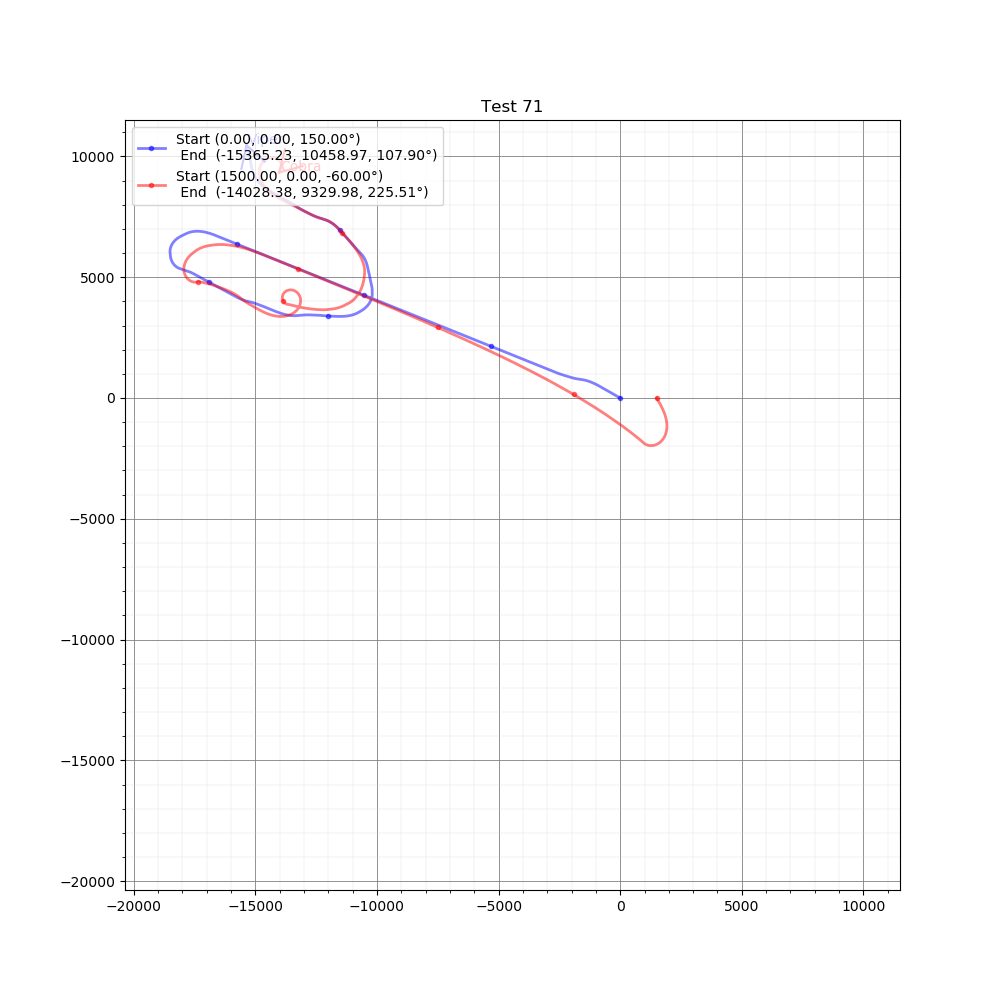 Test 71
Start (0.00, 0.00, 150.00°)
End (-15365.23, 10458.97, 107.90°)
Start (1500.00, 0.00, -60.00°)
End (-14028.38, 9329.98, 225.51°)
10000
5000
0
−5000
−10000
−15000
−20000
−20000 −15000 −10000 −5000 0 5000 10000